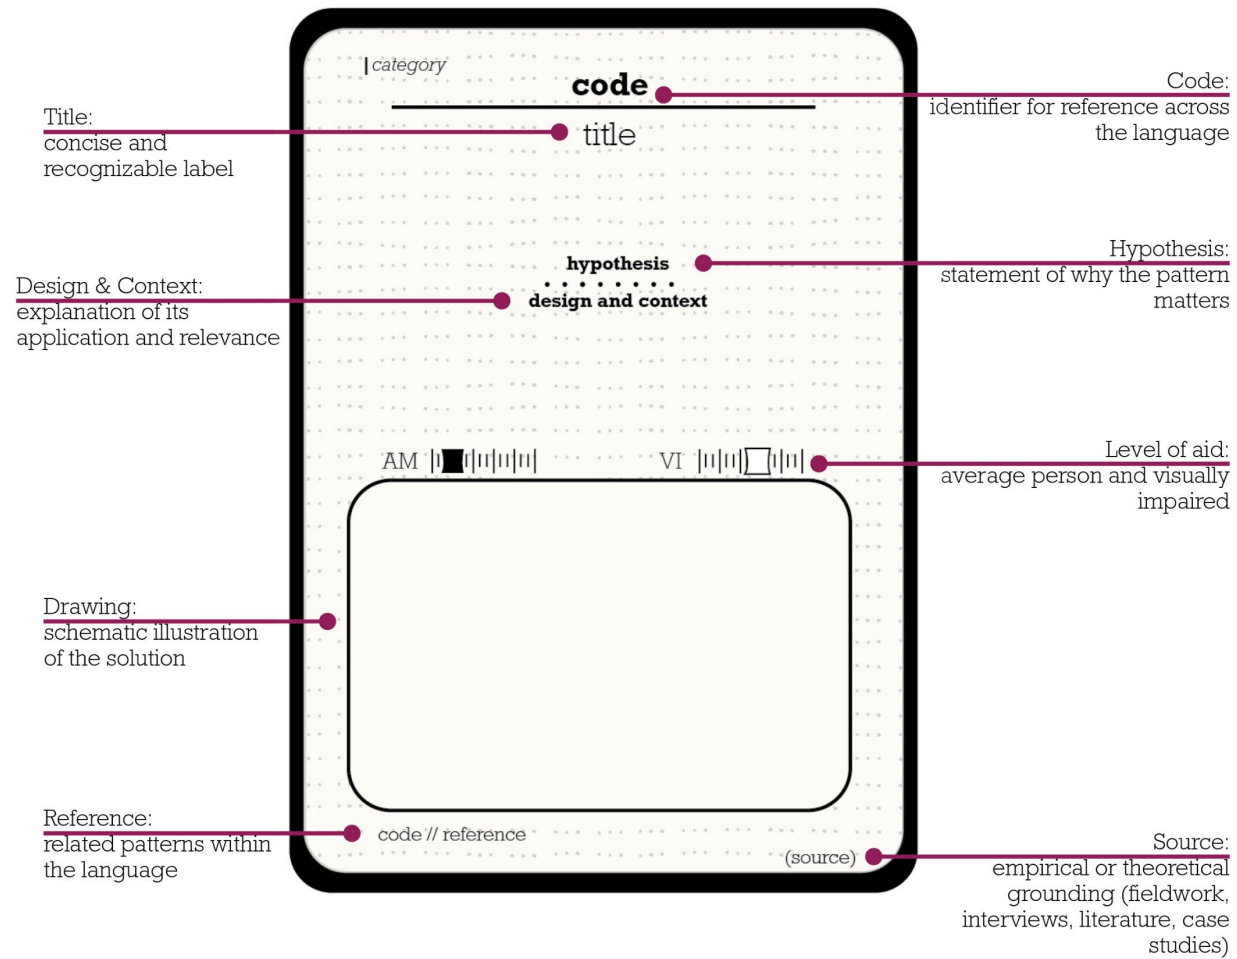 category
code
title
hypothesis
design and context
AM
VI
code // reference
(source)
Title:
concise and
recognizable label
Design & Context:
explanation of its
application and relevance
Drawing:
schematic illustration
of the solution
Reference:
related patterns within
the language
Code:
identifier for reference across
the language
Hypothesis:
statement of why the pattern
matters
Level of aid:
average person and visually
impaired
Source:
empirical or theoretical
grounding (fieldwork,
interviews, literature, case
studies)